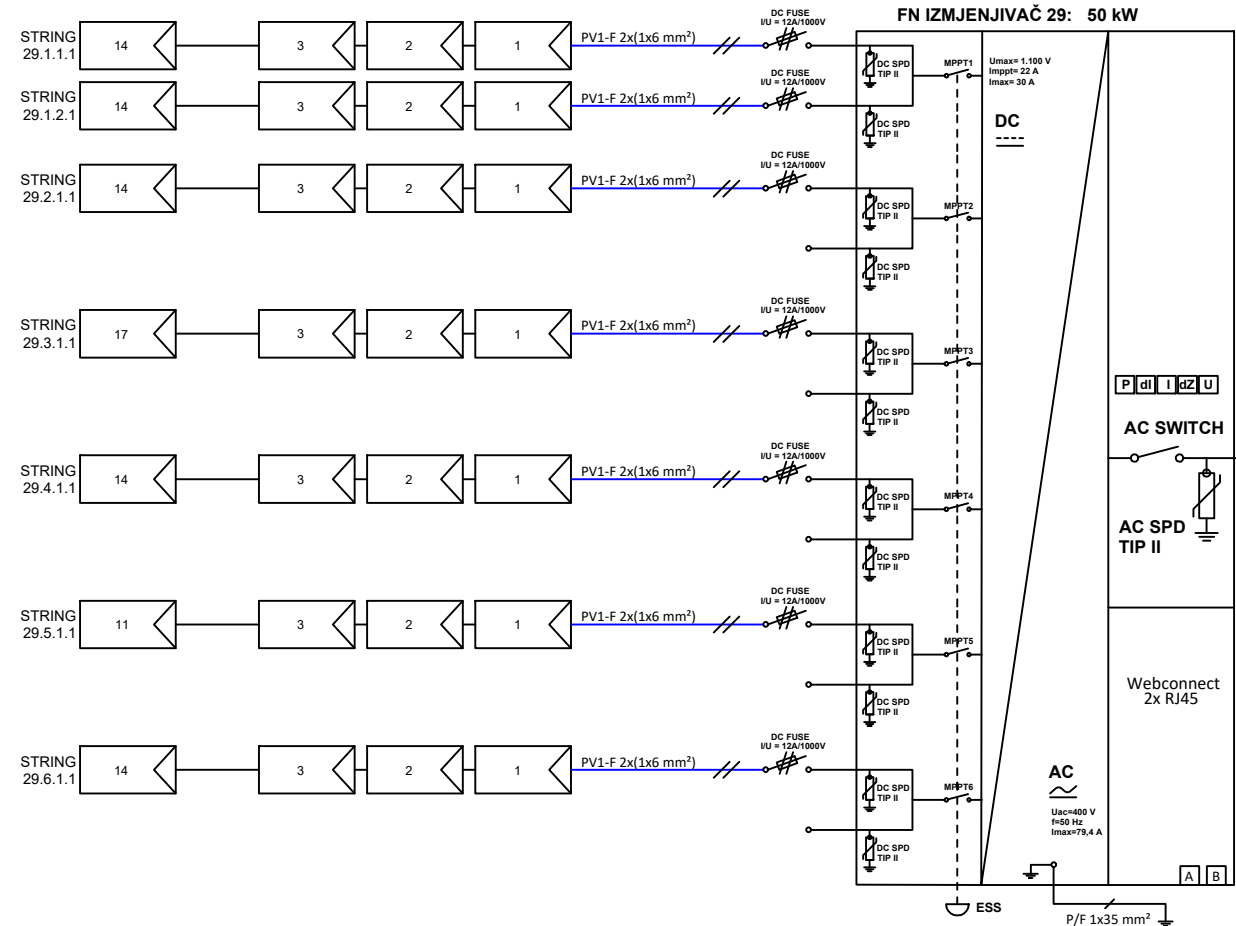 FN IZMJENJIVAČ 29: 50 kW
STRING
29.1.1.1
14
3
2
1
PV1-F 2x(1x6 mm²)
DC FUSE
I/U = 12A/1000V
DC SPD
TIP II
MPPT1
Umax= 1.100 V
Imppt= 22 A
Imax= 30 A
STRING
29.1.2.1
14
3
2
1
PV1-F 2x(1x6 mm²)
DC FUSE
I/U = 12A/1000V
DC SPD
TIP II
DC
STRING
29.2.1.1
14
3
2
1
PV1-F 2x(1x6 mm²)
DC FUSE
I/U = 12A/1000V
DC SPD
TIP II
MPPT2
DC SPD
TIP II
STRING
29.3.1.1
17
3
2
1
PV1-F 2x(1x6 mm²)
DC FUSE
I/U = 12A/1000V
DC SPD
TIP II
MPPT3
DC SPD
TIP II
P dI I dZ U
AC SWITCH
AC SPD
TIP II
STRING
29.4.1.1
14
3
2
1
PV1-F 2x(1x6 mm²)
DC FUSE
I/U = 12A/1000V
DC SPD
TIP II
MPPT4
DC SPD
TIP II
STRING
29.5.1.1
11
3
2
1
PV1-F 2x(1x6 mm²)
DC FUSE
I/U = 12A/1000V
DC SPD
TIP II
MPPT5
DC SPD
TIP II
Webconnect
2x RJ45
STRING
29.6.1.1
14
3
2
1
PV1-F 2x(1x6 mm²)
DC FUSE
I/U = 12A/1000V
DC SPD
TIP II
MPPT6
DC SPD
TIP II
AC
Uac=400 V
f=50 Hz
Imax=79,4 A
A B
ESS
P/F 1x35 mm²